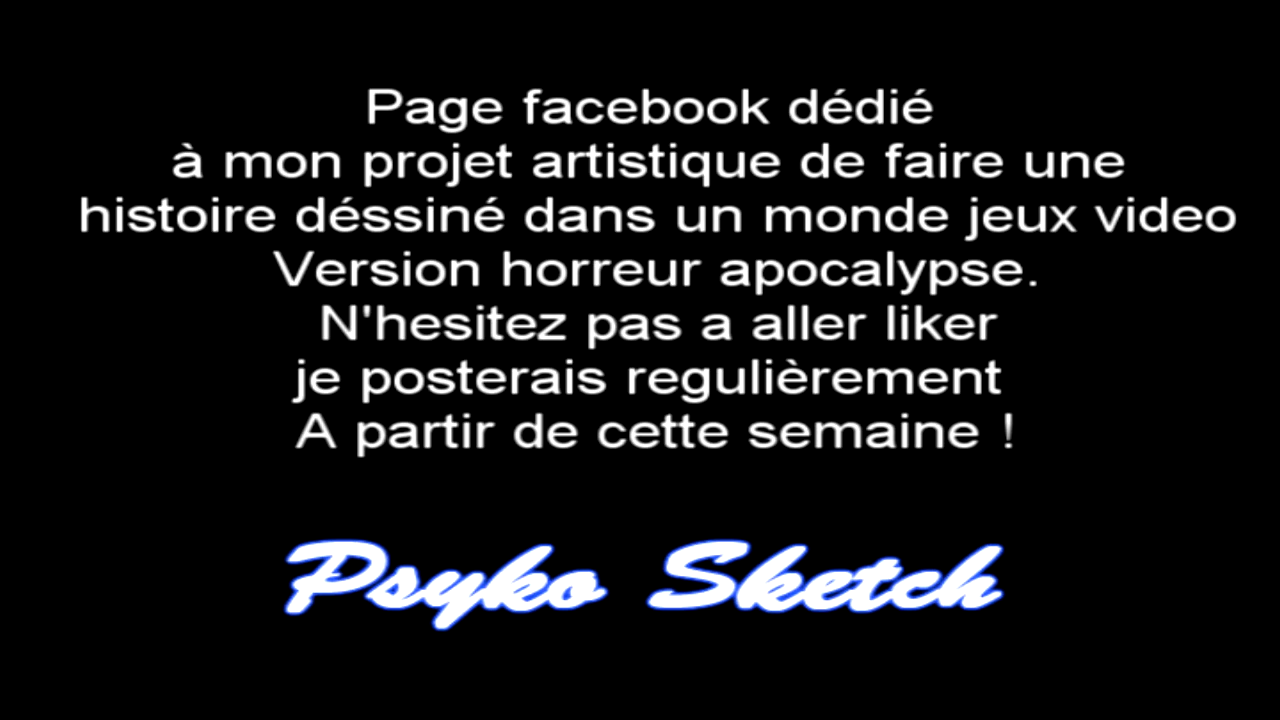 Page facebook dédié
à mon projet artistique de faire une
histoire déssiné dans un monde jeux video
Version horreur apocalypse.
N'hesitez pas a aller liker
je posterais regulièrement
A partir de cette semaine !
Psyko Sketch